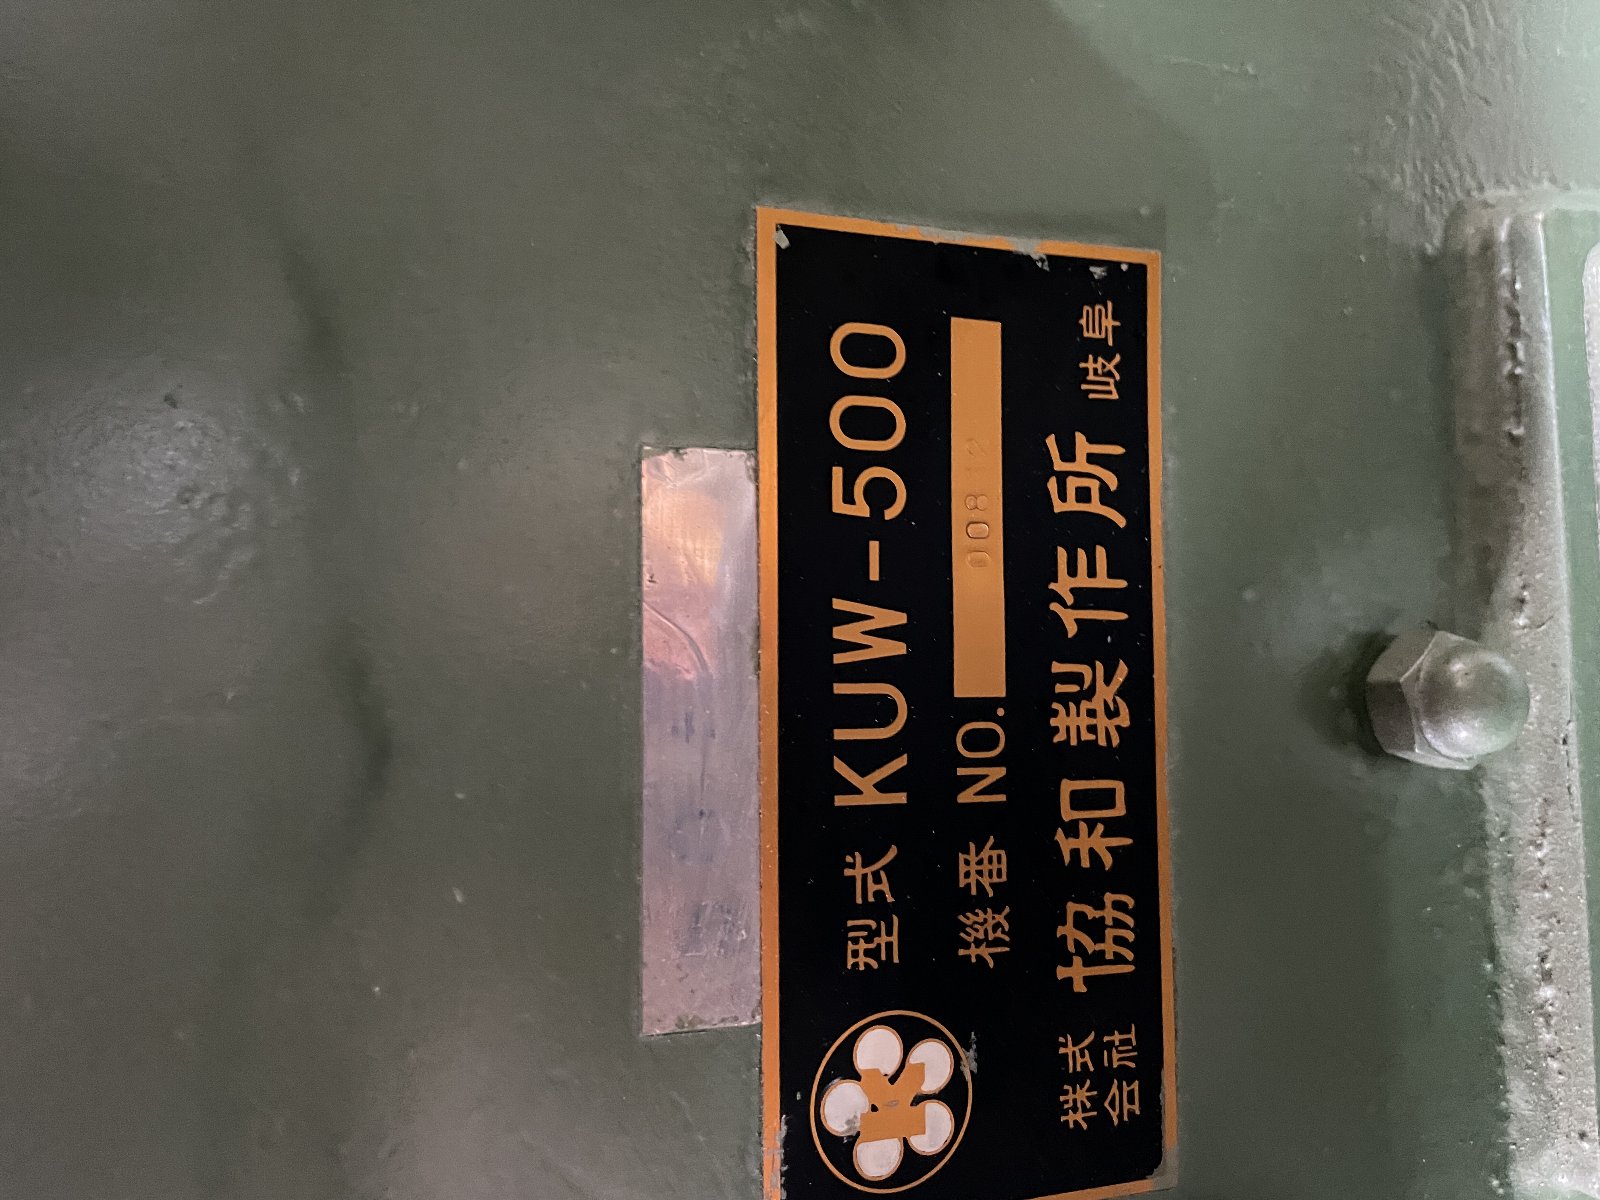 型式 KUW-500
機番 NO. 00812
株式会社 協和製作所 岐阜
K